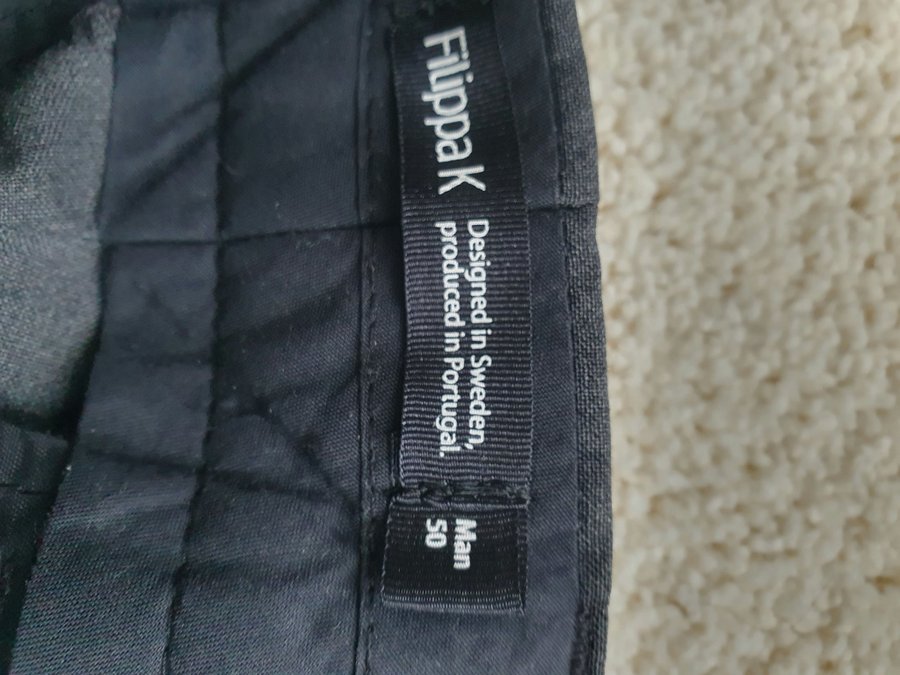 Filippa K
Designed in Sweden,
produced in Portugal.
Man
50